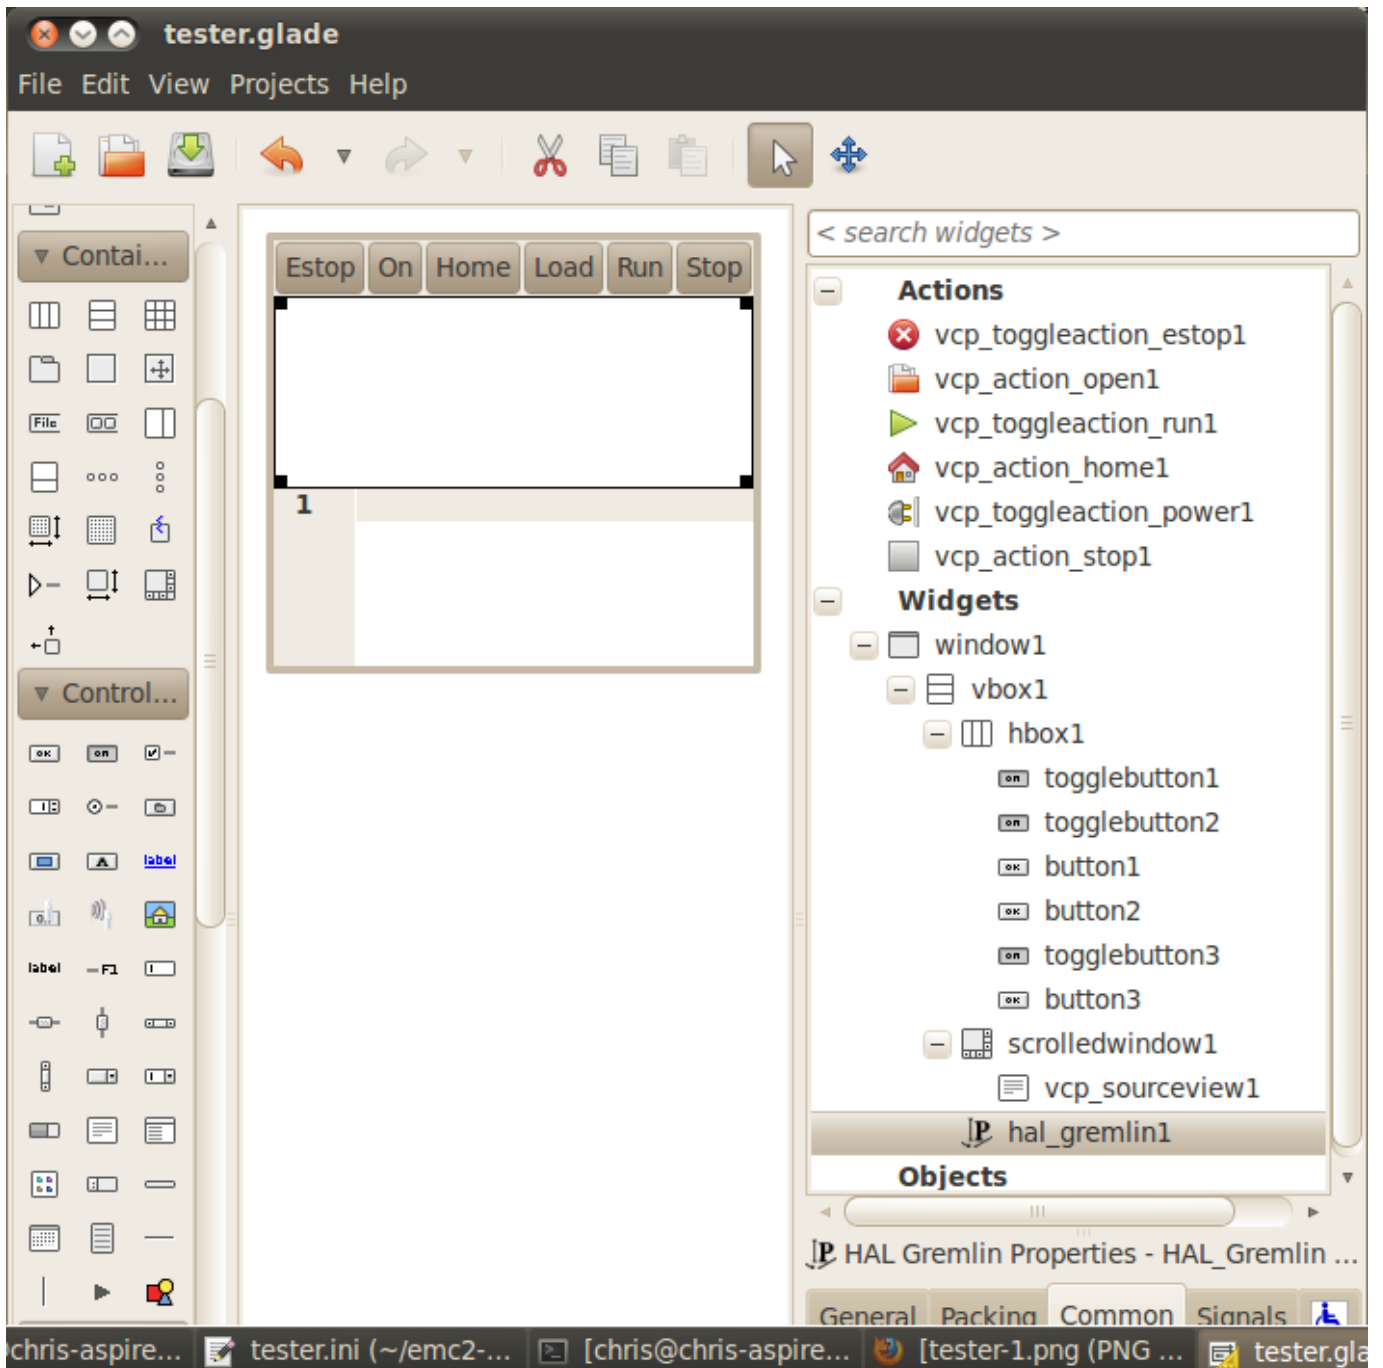 tester.glade
File Edit View Projects Help
< search widgets >
Contai...
Estop On Home Load Run Stop
1
Control...
label
label
Actions
vcp_toggleaction_estop1
vcp_action_open1
vcp_toggleaction_run1
vcp_action_home1
vcp_toggleaction_power1
vcp_action_stop1
Widgets
window1
vbox1
hbox1
togglebutton1
togglebutton2
button1
button2
togglebutton3
button3
scrolledwindow1
vcp_sourceview1
hal_gremlin1
Objects
HAL Gremlin Properties - HAL_Gremlin ...
General Packing Common Signals
chris-aspire... tester.ini (~/emc2-... [chris@chris-aspire... [tester-1.png (PNG ... tester.gla